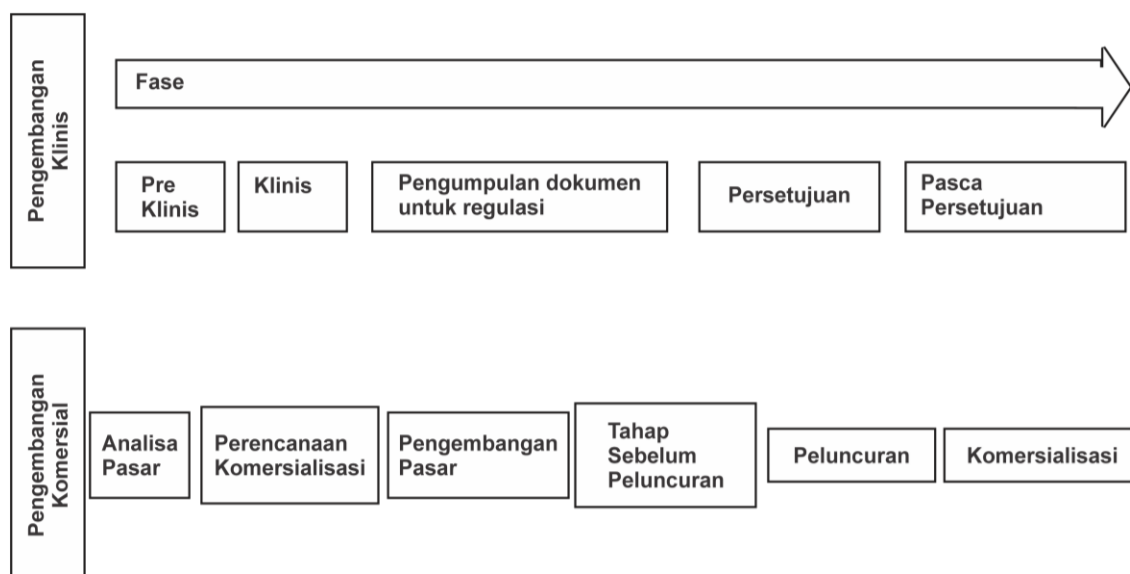 Pengembangan
Klinis
Fase
Pre
Klinis
Klinis
Pengumpulan dokumen
untuk regulasi
Persetujuan
Pasca
Persetujuan
Pengembangan
Komersial
Analisa
Pasar
Perencanaan
Komersialisasi
Pengembangan
Pasar
Tahap
Sebelum
Peluncuran
Peluncuran
Komersialisasi